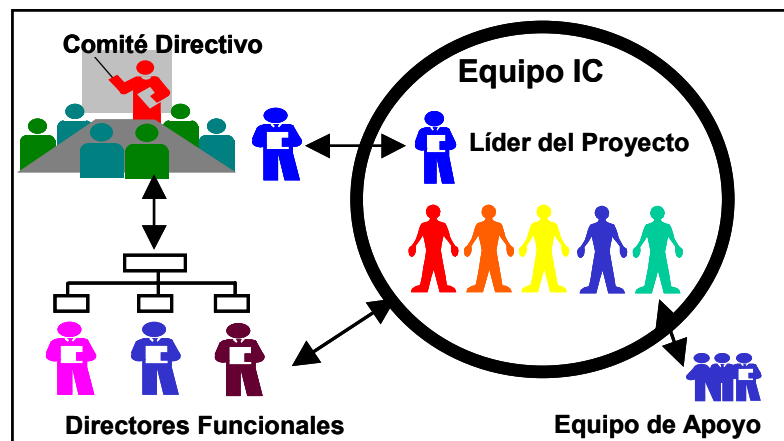 Comité Directivo
Equipo IC
Líder del Proyecto
Directores Funcionales
Equipo de Apoyo